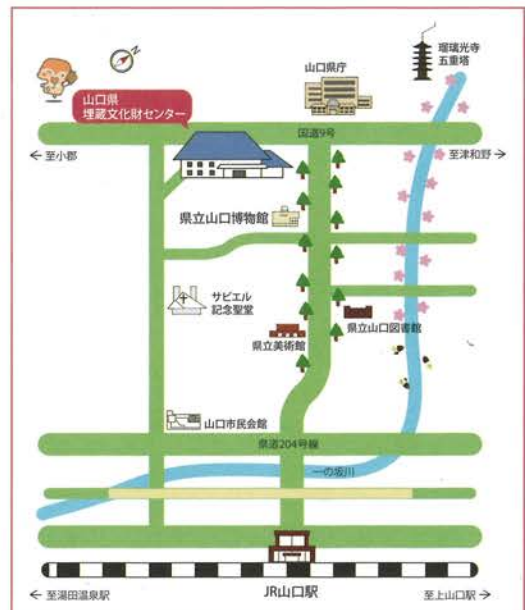 N
瑠璃光寺
五重塔
山口県庁
山口県
埋蔵文化財センター
国道9号
← 至小郡
至津和野 →
県立山口博物館
サビエル
記念聖堂
県立山口図書館
県立美術館
山口市民会館
県道204号線
一の坂川
JR山口駅
← 至湯田温泉駅
至上山口駅 →